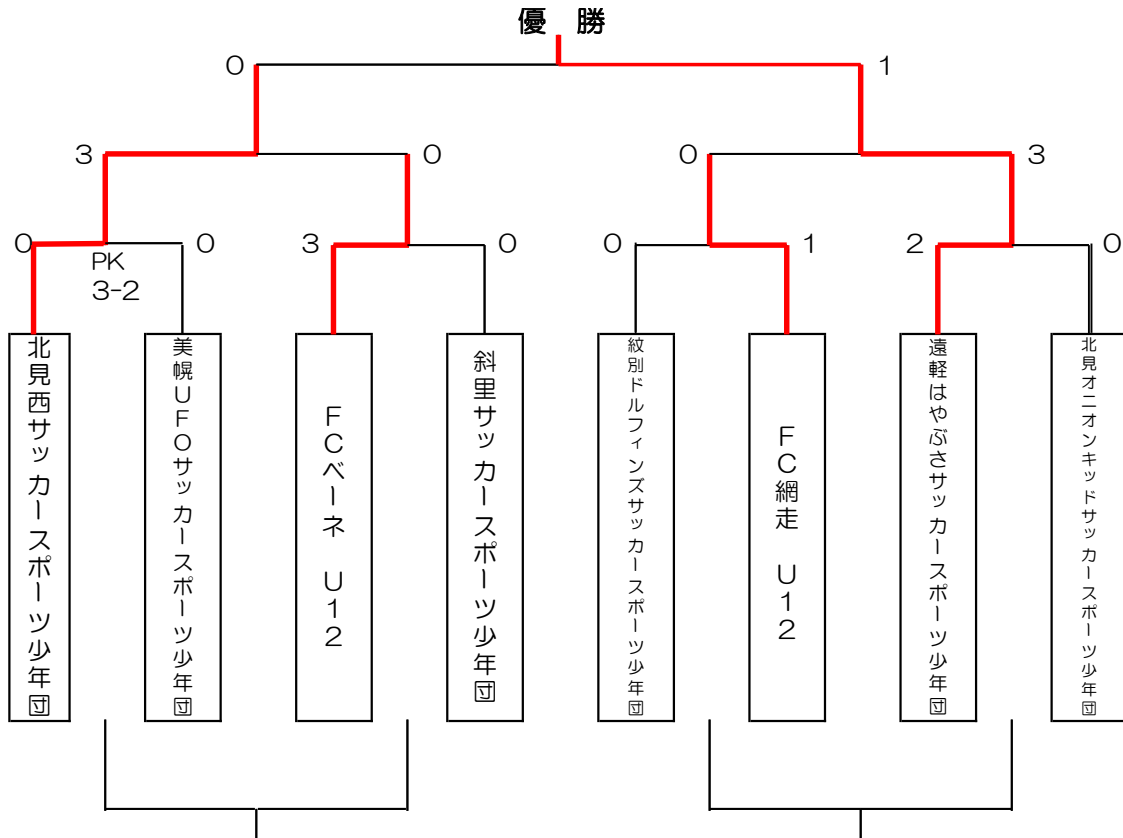 優 勝
0 1
3 0 0 3
0 0 3 0 0 1 2 0
PK
3-2
北見西サッカースポーツ少年団
美幌UFOサッカースポーツ少年団
FCベーネ U12
斜里サッカースポーツ少年団
紋別ドルフィンズサッカースポーツ少年団
FC網走 U12
遠軽はやぶさサッカースポーツ少年団
北見オニオンキッドサッカースポーツ少年団